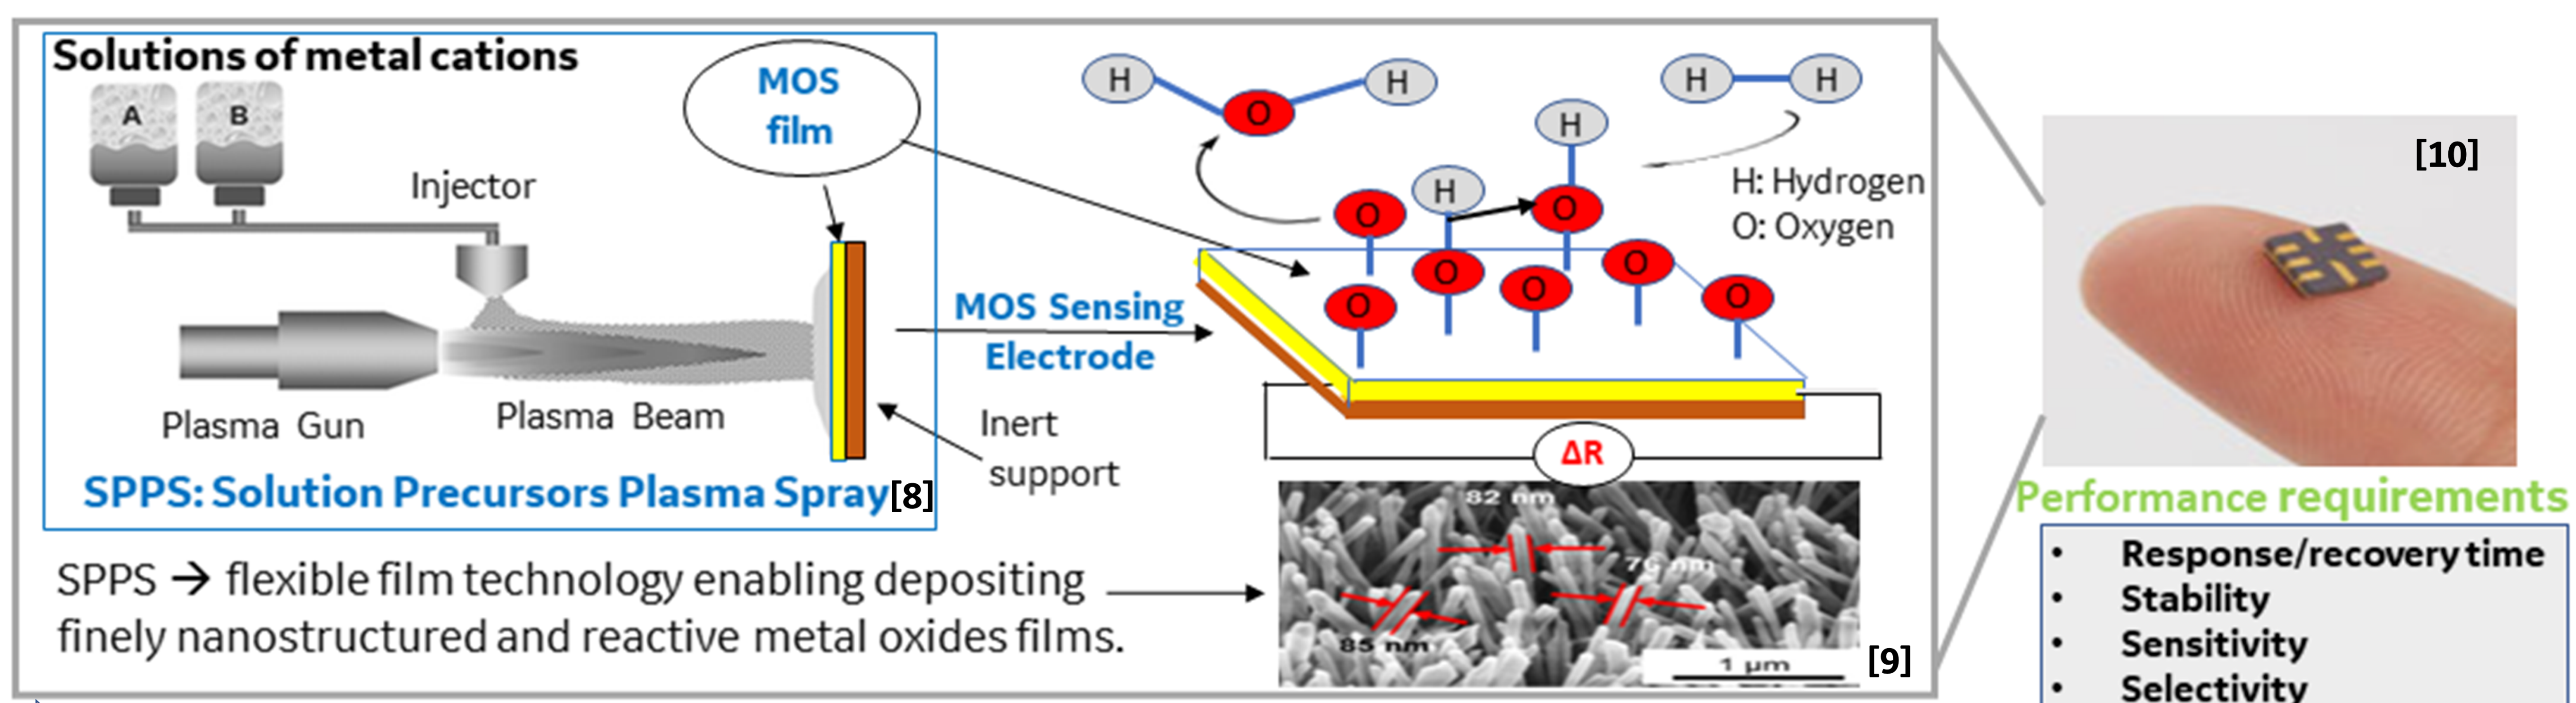 Solutions of metal cations
A
B
Injector
Plasma Gun
Plasma Beam
SPPS: Solution Precursors Plasma Spray[8]
MOS
film
MOS Sensing
Electrode
Inert
support
H
O
H
H
H
H
H
O
O
O
O
O
O
O
H: Hydrogen
O: Oxygen
ΔR
SPPS → flexible film technology enabling depositing
finely nanostructured and reactive metal oxides films.
82 nm
76 nm
85 nm
1 µm
[9]
[10]
Performance requirements
• Response/recovery time
• Stability
• Sensitivity
• Selectivity